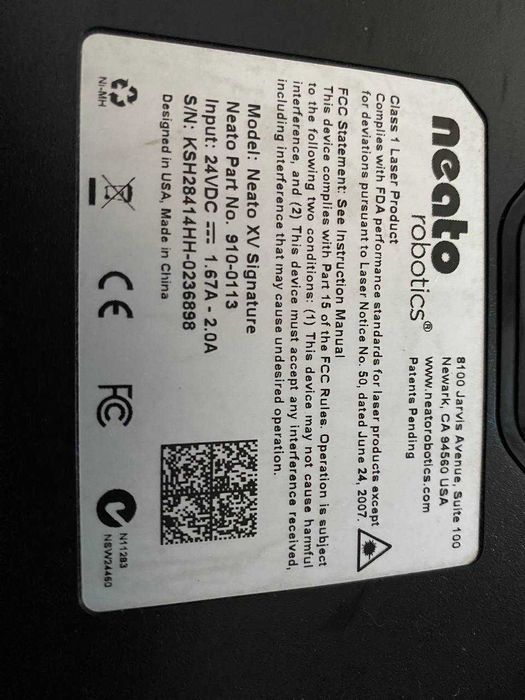 neato
robotics®
8100 Jarvis Avenue, Suite 100
Newark, CA 94560 USA
www.neatorobotics.com
Patents Pending
Class 1 Laser Product
Complies with FDA performance standards for laser products except
for deviations pursuant to Laser Notice No. 50, dated June 24, 2007.
FCC Statement: See Instruction Manual
This device complies with Part 15 of the FCC Rules. Operation is subject
to the following two conditions: (1) This device may not cause harmful
interference, and (2) This device must accept any interference received,
including interference that may cause undesired operation.
Model: Neato XV Signature
Neato Part No. 910-0113
Input: 24VDC ⎓ 1.67A - 2.0A
S/N: KSH28414HH-0236898
Designed in USA, Made in China
Ni-MH
CE
FC
N11283
NSW24460